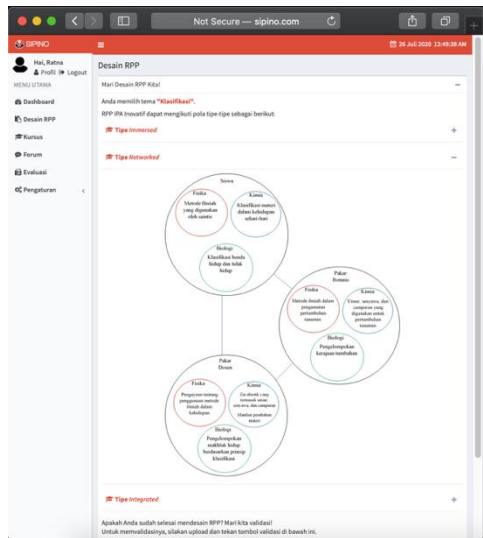 Not Secure — sipino.com
SIPINO
26 Juli 2020 12:49:38 AM
Hai, Ratna
Profil Logout
MENU UTAMA
Dashboard
Desain RPP
Kursus
Forum
Evaluasi
Pengaturan
Desain RPP
Mari Desain RPP Kita!
Anda memilih tema "Klasifikasi".
RPP IPA Inovatif dapat mengikuti pola tipe-tipe sebagai berikut:
Tipe Immersed
Tipe Networked
Siswa
Fisika
Metode ilmiah
yang digunakan
oleh saintis
Kimia
Klasifikasi materi
dalam kehidupan
sehari-hari
Biologi
Klasifikasi benda
hidup dan tidak
hidup
Pakar
Botanis
Fisika
Metode ilmiah dalam
pengamatan
pertumbuhan
tanaman
Kimia
Unsur, senyawa, dan
campuran yang
digunakan untuk
pertumbuhan
tanaman
Biologi
Pengelompokan
kerajaan tumbuhan
Pakar
Dosen
Fisika
Pengayaan tentang
penggunaan metode
ilmiah dalam
kehidupan
Kimia
Zat
yang
termasuk unsur,
senyawa, dan campuran
Manfaat
materi
Biologi
Pengelompokan
makhluk hidup
berdasarkan prinsip
klasifikasi
Tipe Integrated
Apakah Anda sudah selesai mendesain RPP? Mari kita validasi!
Untuk memvalidasinya, silakan upload dan tekan tombol validasi di bawah ini.